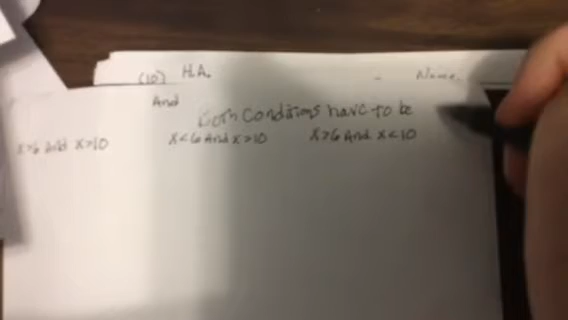 (10) H.A. Name
And
Both Conditions have to be
x>6 And x>10 x<6 And x>10 x>6 And x<10